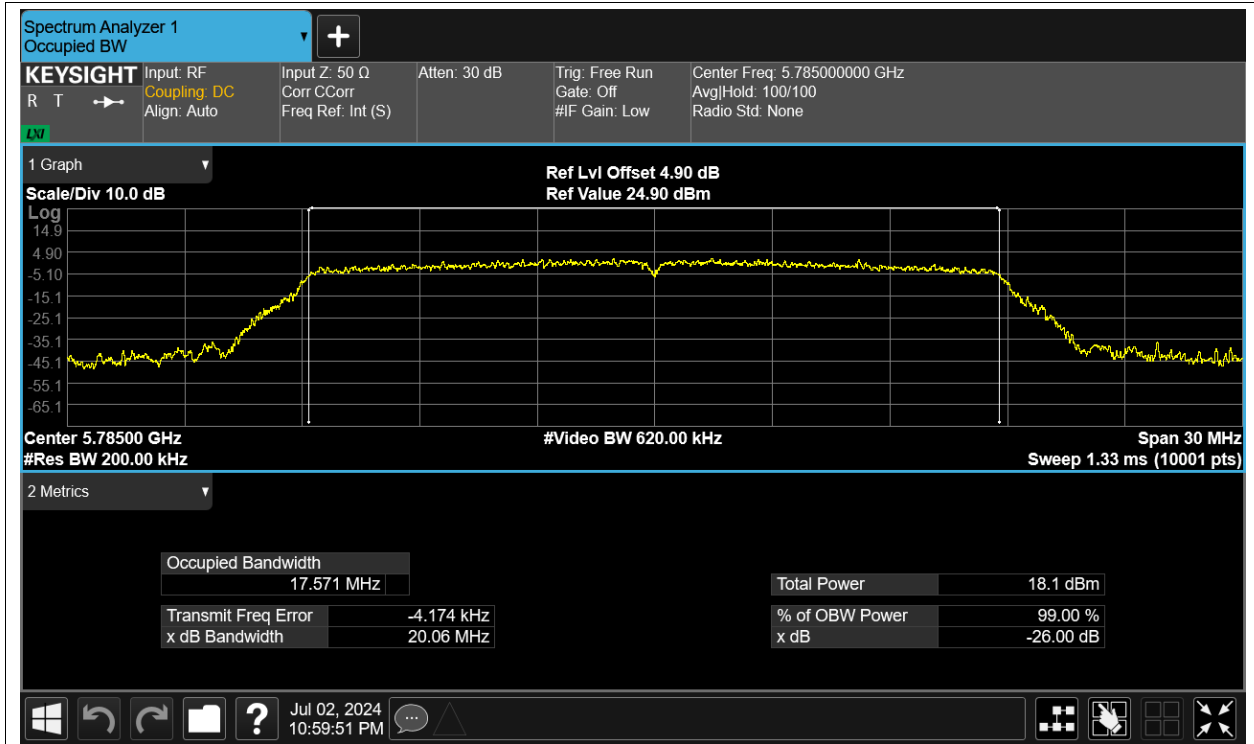 Spectrum Analyzer 1
Occupied BW
KEYSIGHT
R T
LXI
Input: RF
Coupling: DC
Align: Auto
Input Z: 50 Ω
Corr CCorr
Freq Ref: Int (S)
Atten: 30 dB
Trig: Free Run
Gate: Off
#IF Gain: Low
Center Freq: 5.785000000 GHz
Avg|Hold: 100/100
Radio Std: None
1 Graph
Scale/Div 10.0 dB
Ref Lvl Offset 4.90 dB
Ref Value 24.90 dBm
Log
14.9
4.90
-5.10
-15.1
-25.1
-35.1
-45.1
-55.1
-65.1
Center 5.78500 GHz
#Video BW 620.00 kHz
Span 30 MHz
#Res BW 200.00 kHz
Sweep 1.33 ms (10001 pts)
2 Metrics
Occupied Bandwidth
17.571 MHz
Total Power 18.1 dBm
Transmit Freq Error -4.174 kHz
% of OBW Power 99.00 %
x dB Bandwidth 20.06 MHz
x dB -26.00 dB
?
Jul 02, 2024
10:59:51 PM